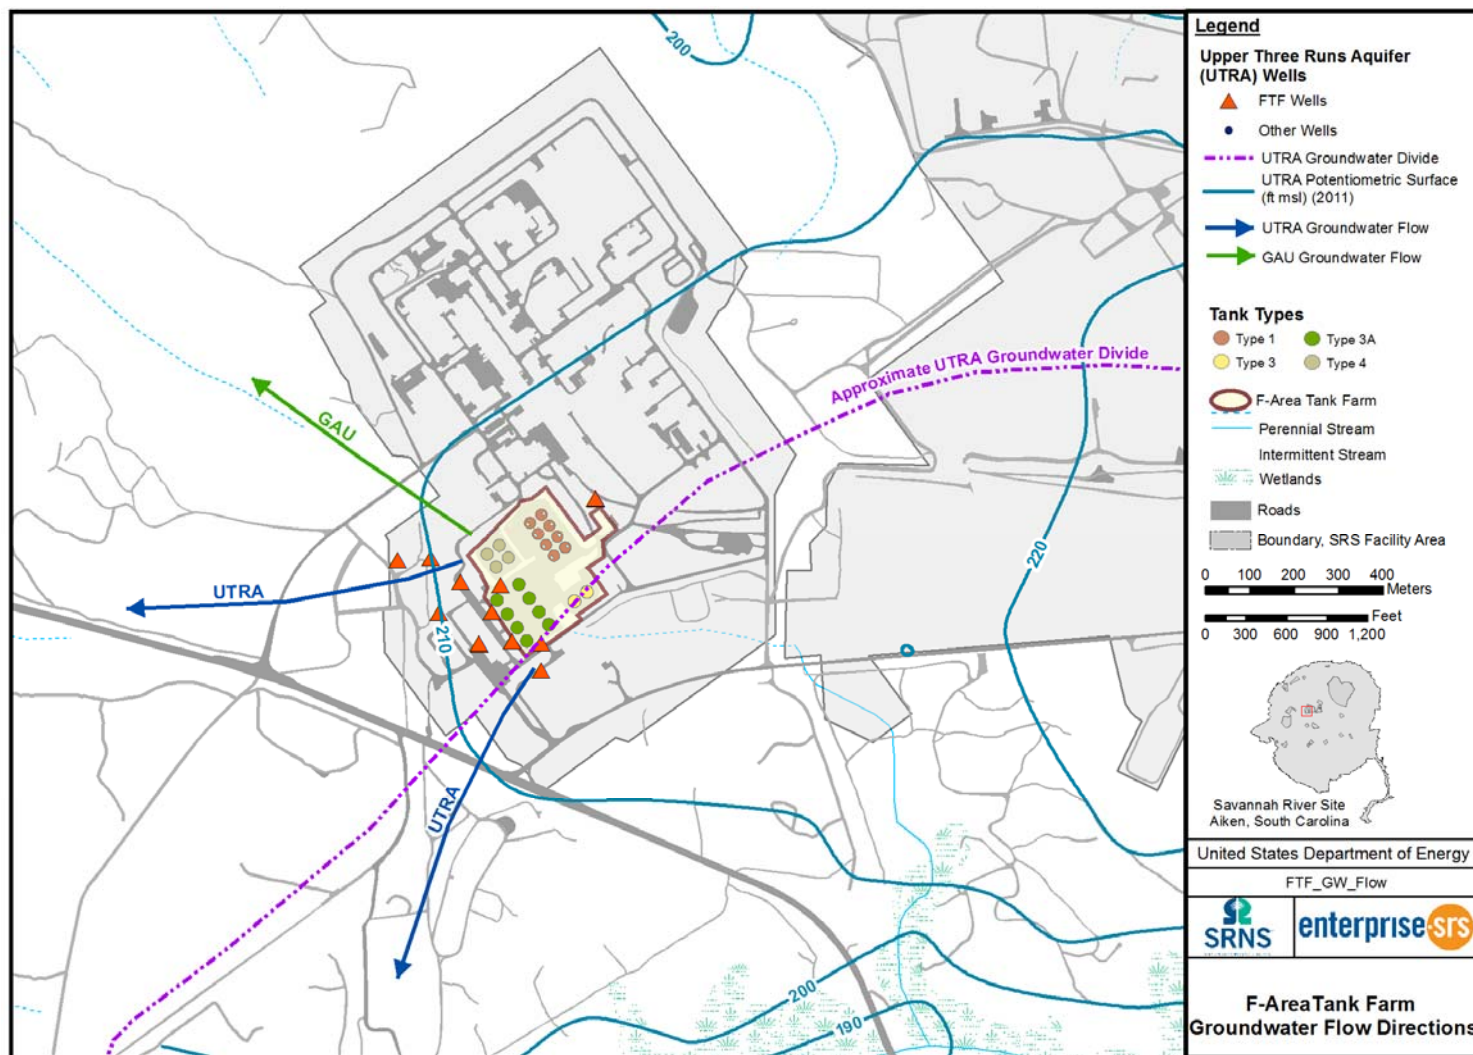 200
Approximate UTRA Groundwater Divide
GAU
UTRA
210
220
UTRA
200
190
Legend
Upper Three Runs Aquifer
(UTRA) Wells
FTF Wells
Other Wells
UTRA Groundwater Divide
UTRA Potentiometric Surface
(ft msl) (2011)
UTRA Groundwater Flow
GAU Groundwater Flow
Tank Types
Type 1
Type 3A
Type 3
Type 4
F-Area Tank Farm
Perennial Stream
Intermittent Stream
Wetlands
Roads
Boundary, SRS Facility Area
0 100 200 300 400
Meters
Feet
0 300 600 900 1,200
Savannah River Site
Aiken, South Carolina
United States Department of Energy
FTF_GW_Flow
SRNS
enterprise·srs
F-AreaTank Farm
Groundwater Flow Directions